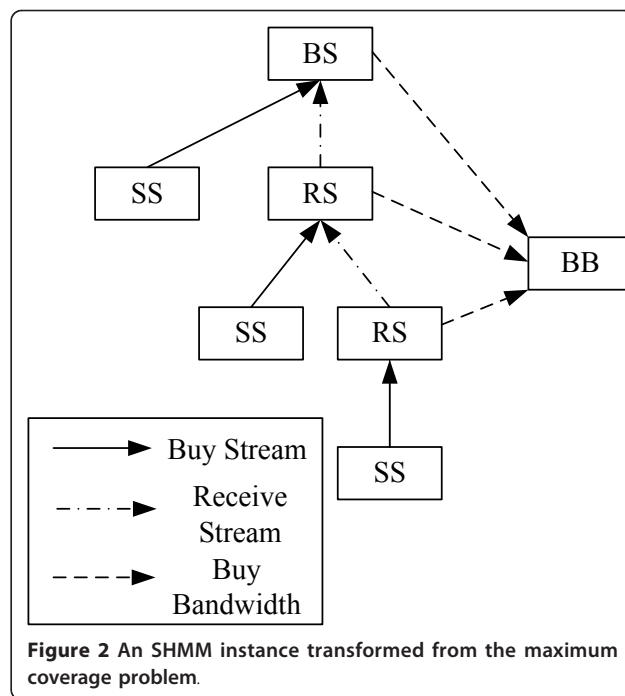 BS
SS
RS
BB
SS
RS
SS
Buy Stream
Receive
Stream
Buy
Bandwidth
Figure 2 An SHMM instance transformed from the maximum
coverage problem.